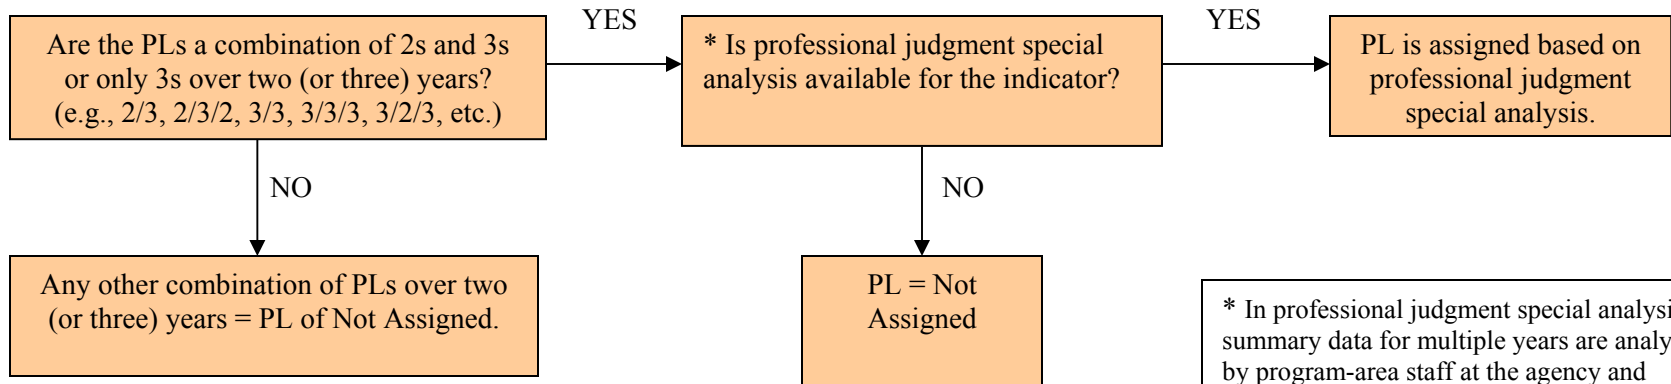 YES
YES
Are the PLs a combination of 2s and 3s
or only 3s over two (or three) years?
(e.g., 2/3, 2/3/2, 3/3, 3/3/3, 3/2/3, etc.)
* Is professional judgment special
analysis available for the indicator?
PL is assigned based on
professional judgment
special analysis.
NO
NO
Any other combination of PLs over two
(or three) years = PL of Not Assigned.
PL = Not
Assigned
* In professional judgment special
summary data for multiple years are
by program-area staff at the agency and